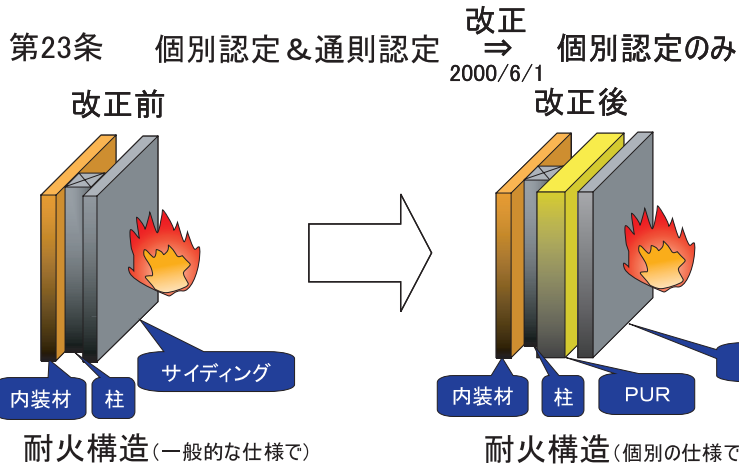 第23条 個別認定＆通則認定 改正 ⇒ 2000/6/1 個別認定のみ
改正前
改正後
サイディング
内装材
柱
内装材
柱
PUR
耐火構造(一般的な仕様で)
耐火構造(個別の仕様で